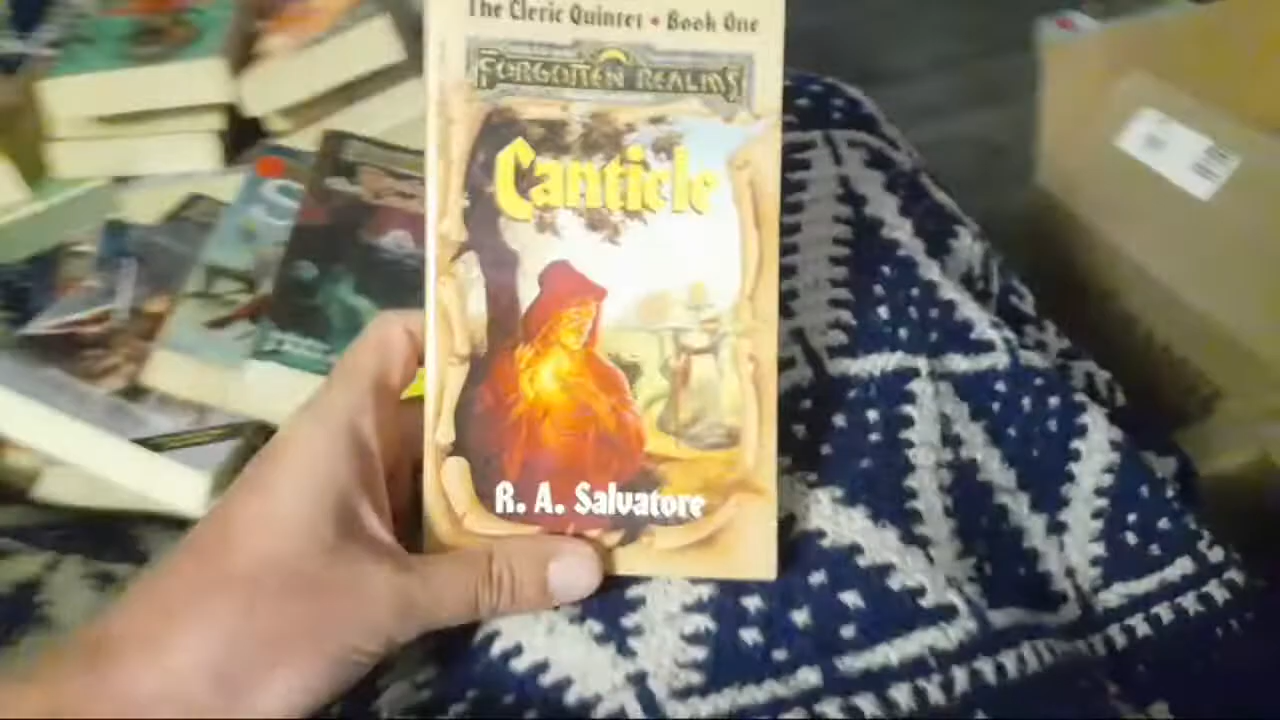 The Cleric Quintet • Book One
FORGOTTEN REALMS
Canticle
R. A. Salvatore